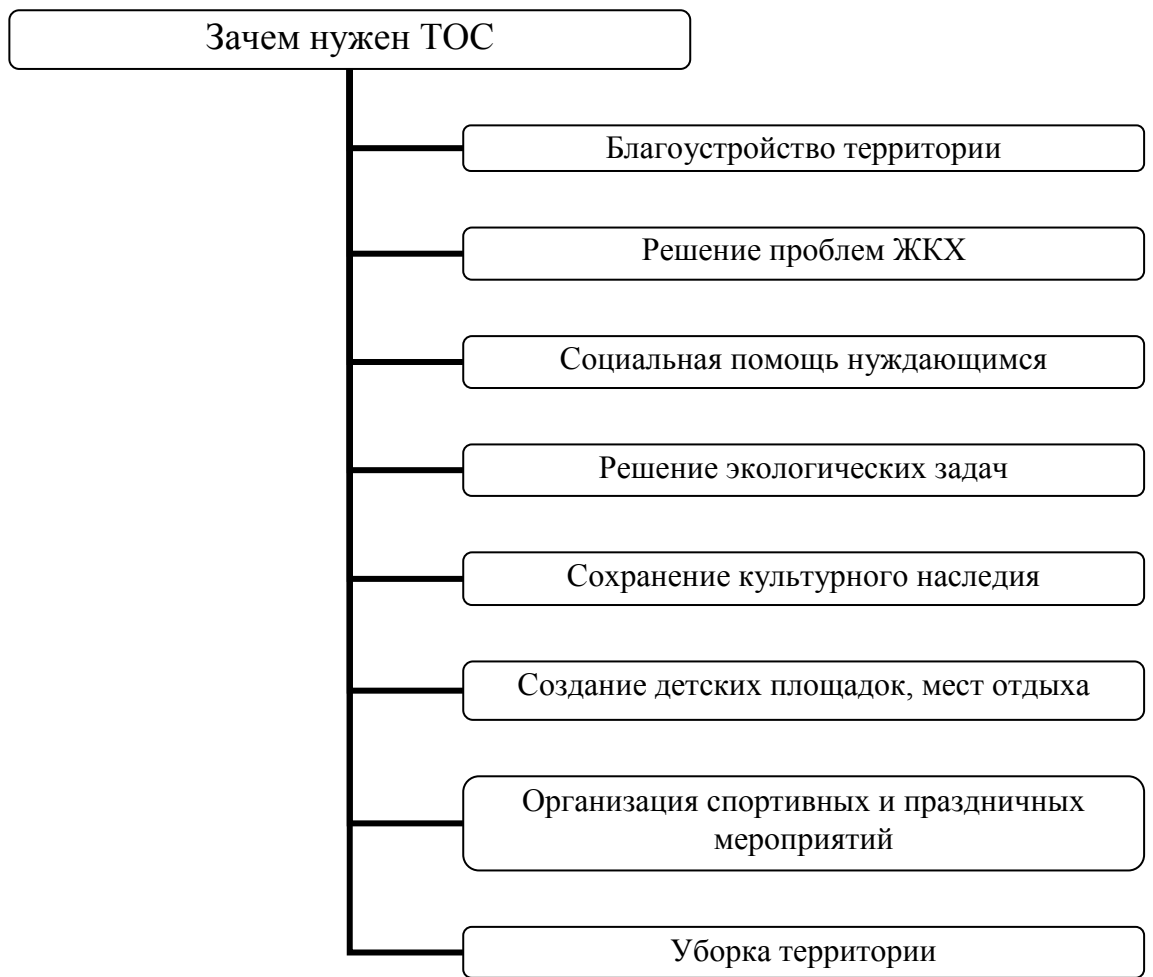 Зачем нужен ТОС
Благоустройство территории
Решение проблем ЖКХ
Социальная помощь нуждающимся
Решение экологических задач
Сохранение культурного наследия
Создание детских площадок, мест отдыха
Организация спортивных и праздничных
мероприятий
Уборка территории